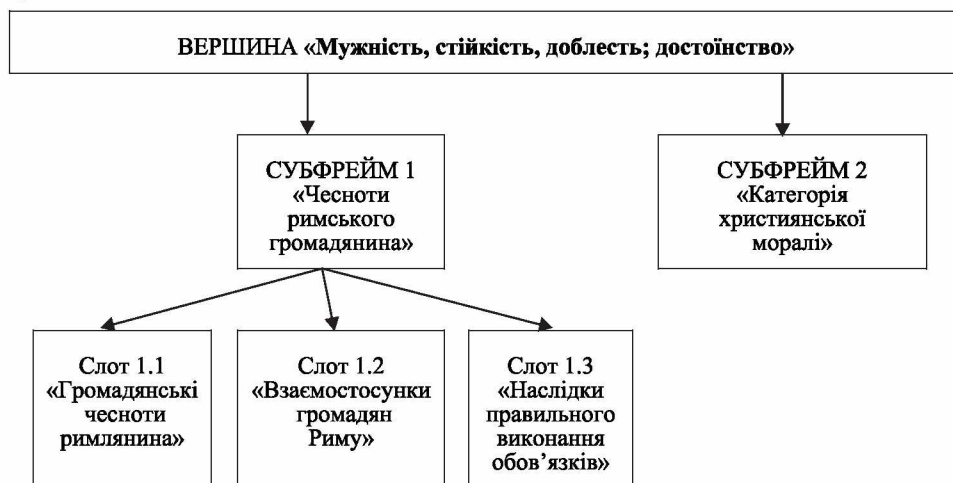 ВЕРШИНА «Мужність, стійкість, доблесть; достоїнство»
СУБФРЕЙМ 1
«Чесноти
римського
громадянина»
СУБФРЕЙМ 2
«Категорія
християнської
моралі»
Слот 1.1
«Громадянські
чесноти
римлянина»
Слот 1.2
«Взаємостосунки
громадян
Риму»
Слот 1.3
«Наслідки
правильного
виконання
обов’язків»